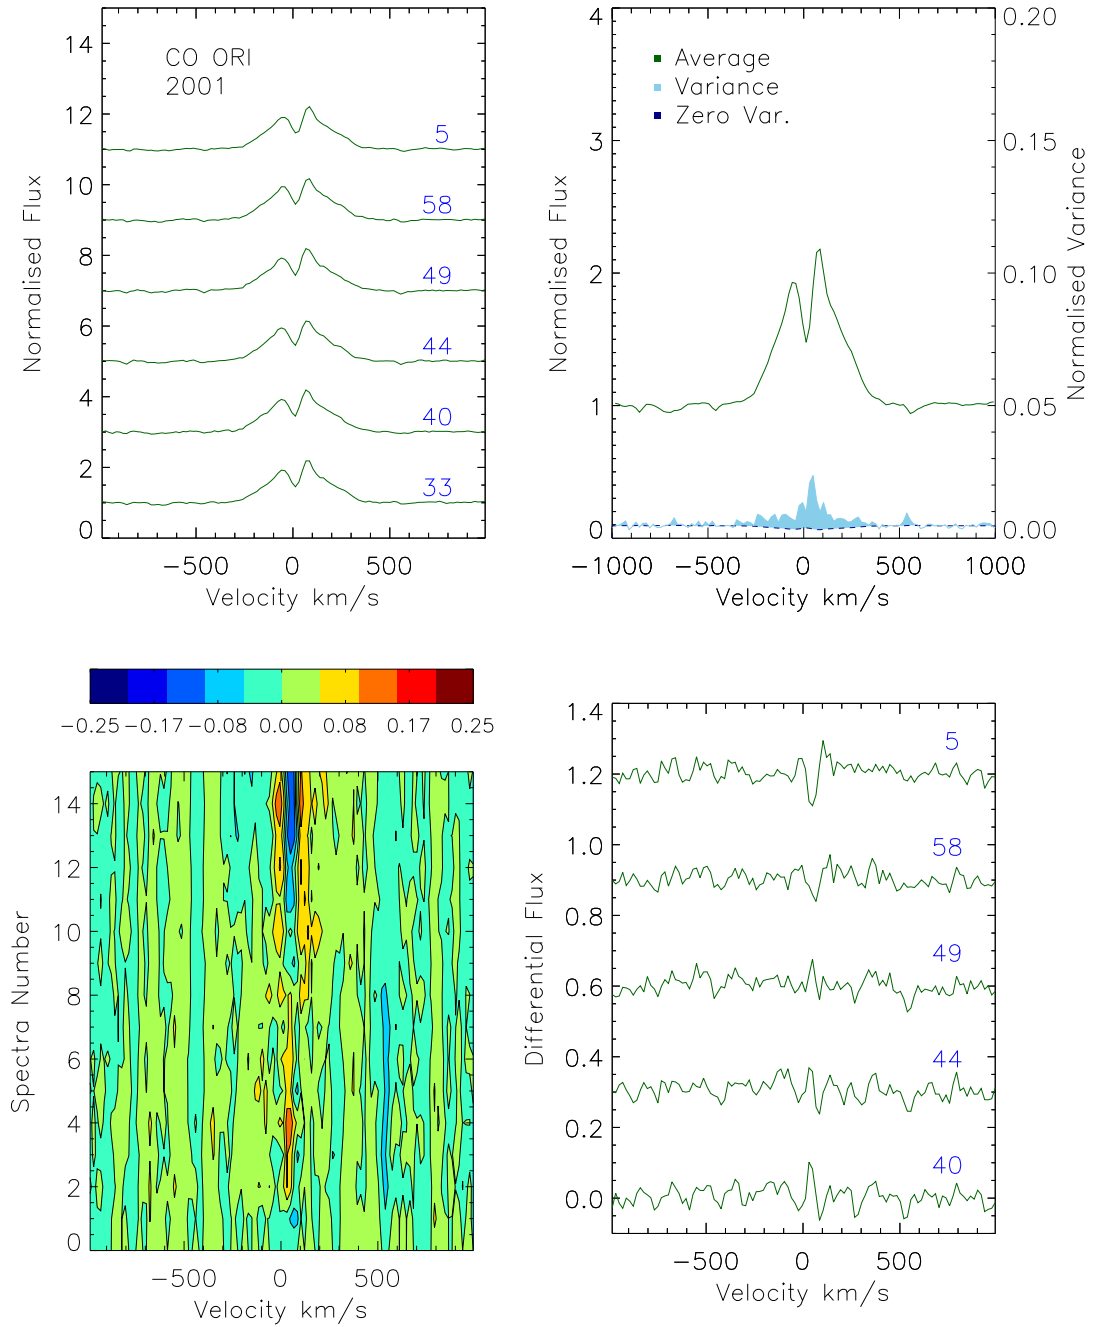 CO ORI
2001
14
12
10
8
6
4
2
0
5
58
49
44
40
33
−500 0 500
Velocity km/s
Normalised Flux
Average
Variance
Zero Var.
4
3
2
1
0
0.20
0.15
0.10
0.05
0.00
−1000 −500 0 500 1000
Velocity km/s
Normalised Flux
Normalised Variance
−0.25 −0.17 −0.08 0.00 0.08 0.17 0.25
14
12
10
8
6
4
2
0
−500 0 500
Velocity km/s
Spectra Number
1.4
1.2
1.0
0.8
0.6
0.4
0.2
0.0
5
58
49
44
40
−500 0 500
Velocity km/s
Differential Flux